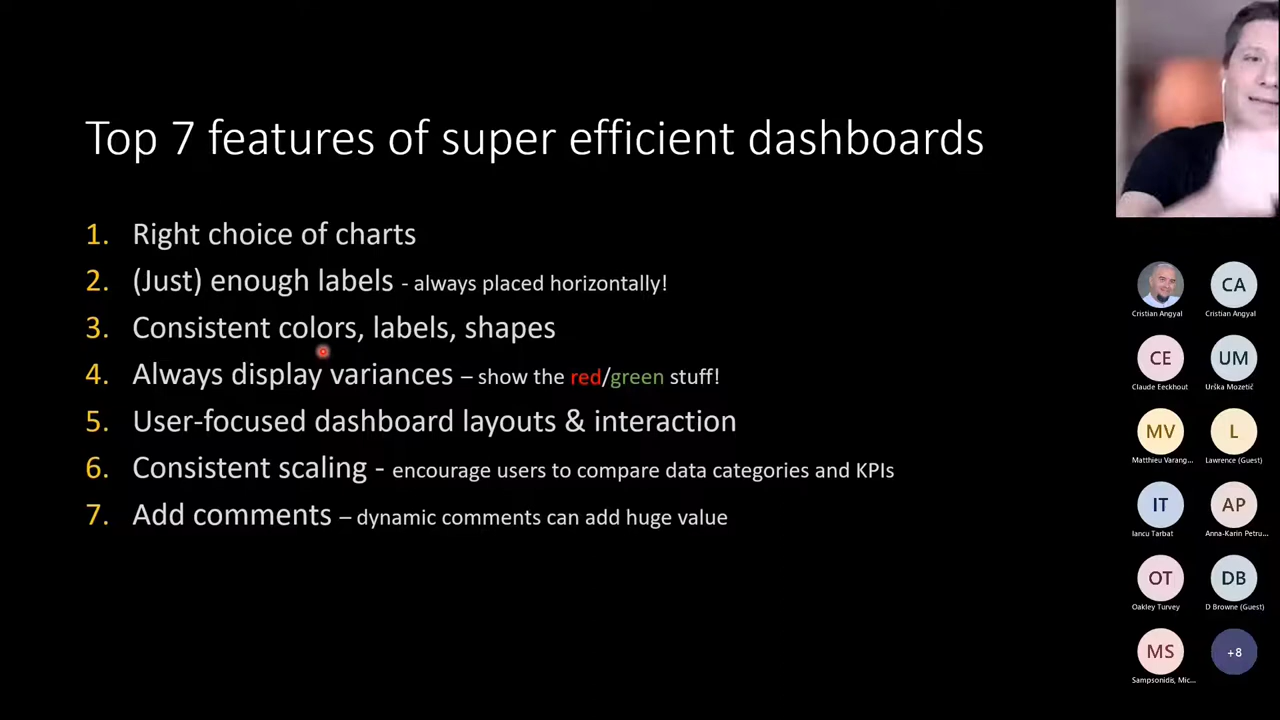 Top 7 features of super efficient dashboards
1. Right choice of charts
2. (Just) enough labels - always placed horizontally!
3. Consistent colors, labels, shapes
4. Always display variances – show the red/green stuff!
5. User-focused dashboard layouts & interaction
6. Consistent scaling - encourage users to compare data categories and KPIs
7. Add comments – dynamic comments can add huge value
CA
Cristian Angyal
Cristian Angyal
CE
UM
Claude Eeckhout
Urška Mozetič
MV
L
Matthieu Varang...
Lawrence (Guest)
IT
AP
Iancu Tarbat
Anna-Karin Petru...
OT
DB
Oakley Turvey
D Browne (Guest)
MS
+8
Sampsonidis, Mic...